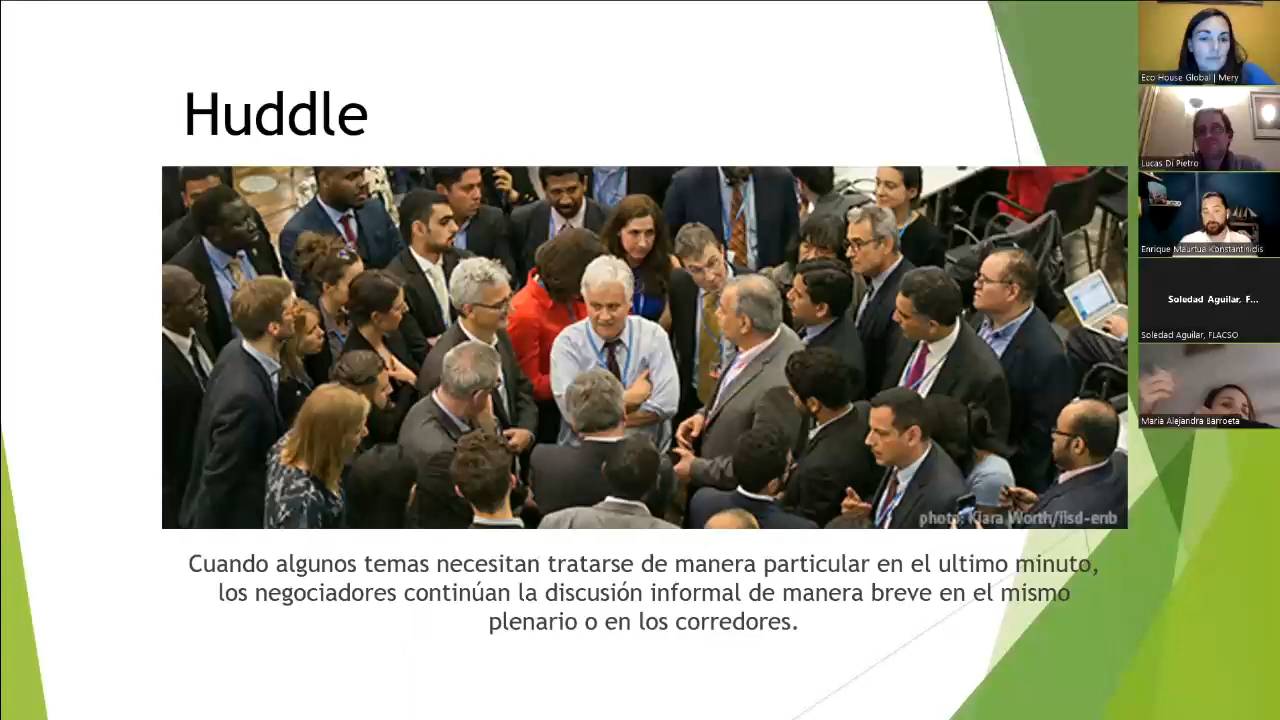 Huddle
photo: Kiara Worth/iisd-enb
Cuando algunos temas necesitan tratarse de manera particular en el ultimo minuto,
los negociadores continúan la discusión informal de manera breve en el mismo
plenario o en los corredores.
Eco House Global | Mery
Lucas Di Pietro
Enrique Maurtua Konstantinidis
Soledad Aguilar, F...
Soledad Aguilar, FLACSO
Maria Alejandra Barroeta